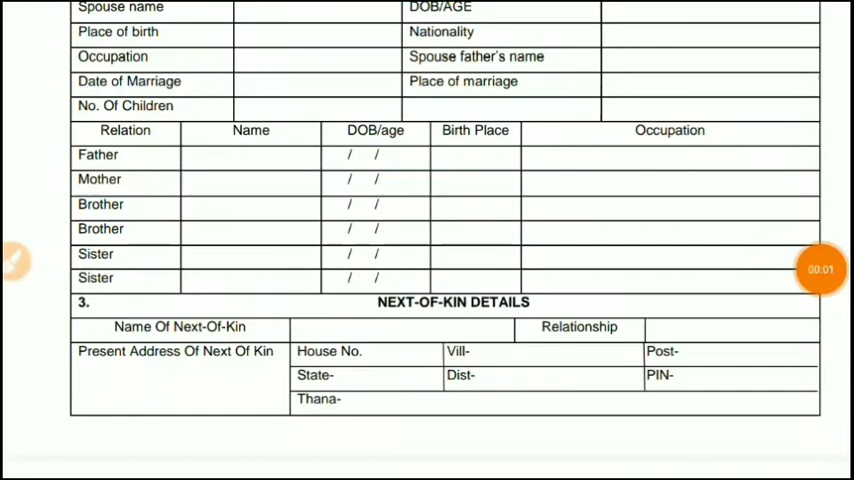 Spouse name DOB/AGE
Place of birth Nationality
Occupation Spouse father's name
Date of Marriage Place of marriage
No. Of Children
Relation Name DOB/age Birth Place Occupation
Father / /
Mother / /
Brother / /
Brother / /
Sister / /
Sister / /
3. NEXT-OF-KIN DETAILS
Name Of Next-Of-Kin Relationship
Present Address Of Next Of Kin House No. Vill- Post-
State- Dist- PIN-
Thana-
00:01